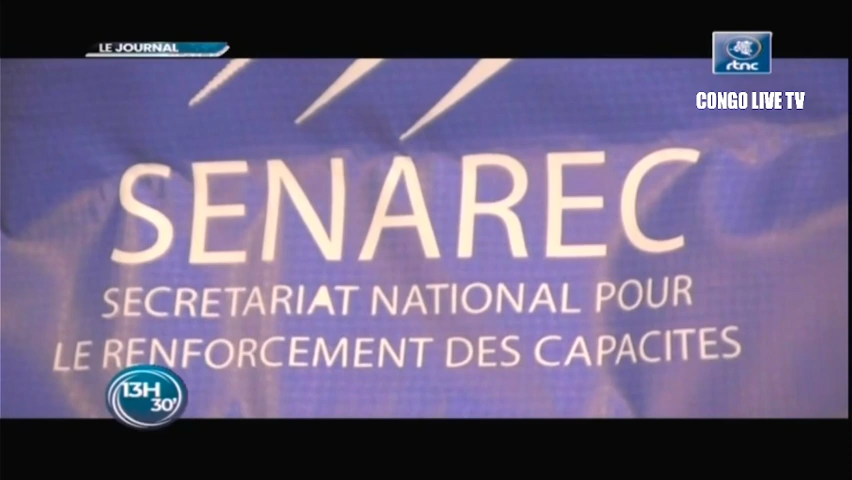 LE JOURNAL
rtnc
CONGO LIVE TV
SENAREC
SECRETARIAT NATIONAL POUR
LE RENFORCEMENT DES CAPACITES
13H
30'